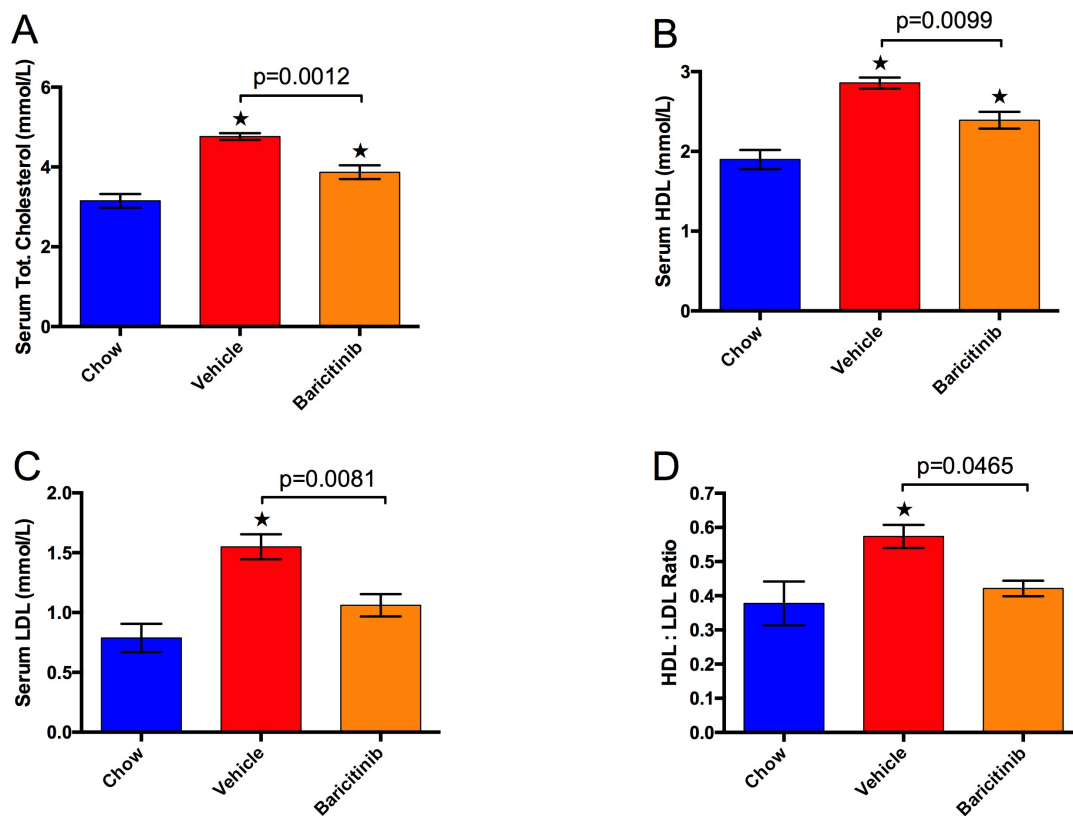 A
p=0.0012
Serum Tot. Cholesterol (mmol/L)
6
4
2
0
Chow
Vehicle
Baricitinib
B
p=0.0099
Serum HDL (mmol/L)
3
2
1
0
Chow
Vehicle
Baricitinib
C
p=0.0081
Serum LDL (mmol/L)
2.0
1.5
1.0
0.5
0.0
Chow
Vehicle
Baricitinib
D
p=0.0465
HDL : LDL Ratio
0.7
0.6
0.5
0.4
0.3
0.2
0.1
0.0
Chow
Vehicle
Baricitinib